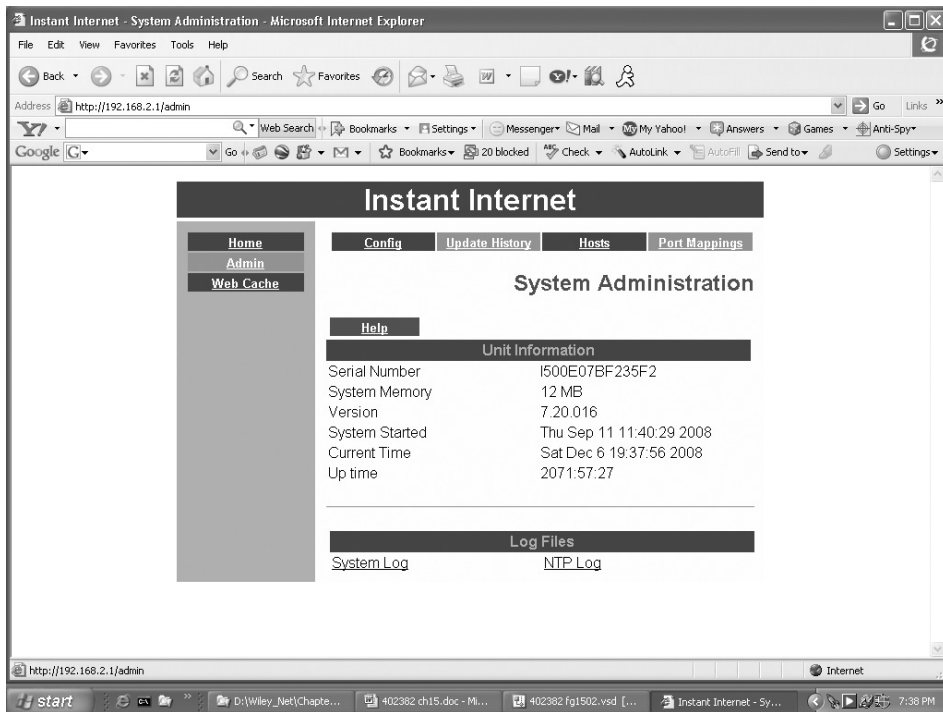 Instant Internet - System Administration - Microsoft Internet Explorer
File Edit View Favorites Tools Help
Back Search Favorites
Address http://192.168.2.1/admin Go Links »
Y7 Web Search Bookmarks Settings Messenger Mail My Yahoo! Answers Games Anti-Spy
Google G Go Bookmarks 20 blocked Check AutoLink AutoFill Send to Settings
Instant Internet
Home Config Update History Hosts Port Mappings
Admin
Web Cache
System Administration
Help
Unit Information
Serial Number I500E07BF235F2
System Memory 12 MB
Version 7.20.016
System Started Thu Sep 11 11:40:29 2008
Current Time Sat Dec 6 19:37:56 2008
Up time 2071:57:27
Log Files
System Log NTP Log
http://192.168.2.1/admin Internet
start » D:\Wiley_Net\Chapte... 402382 ch15.doc - Mi... 402382 fg1502.vsd [... Instant Internet - Sy... 7:38 PM